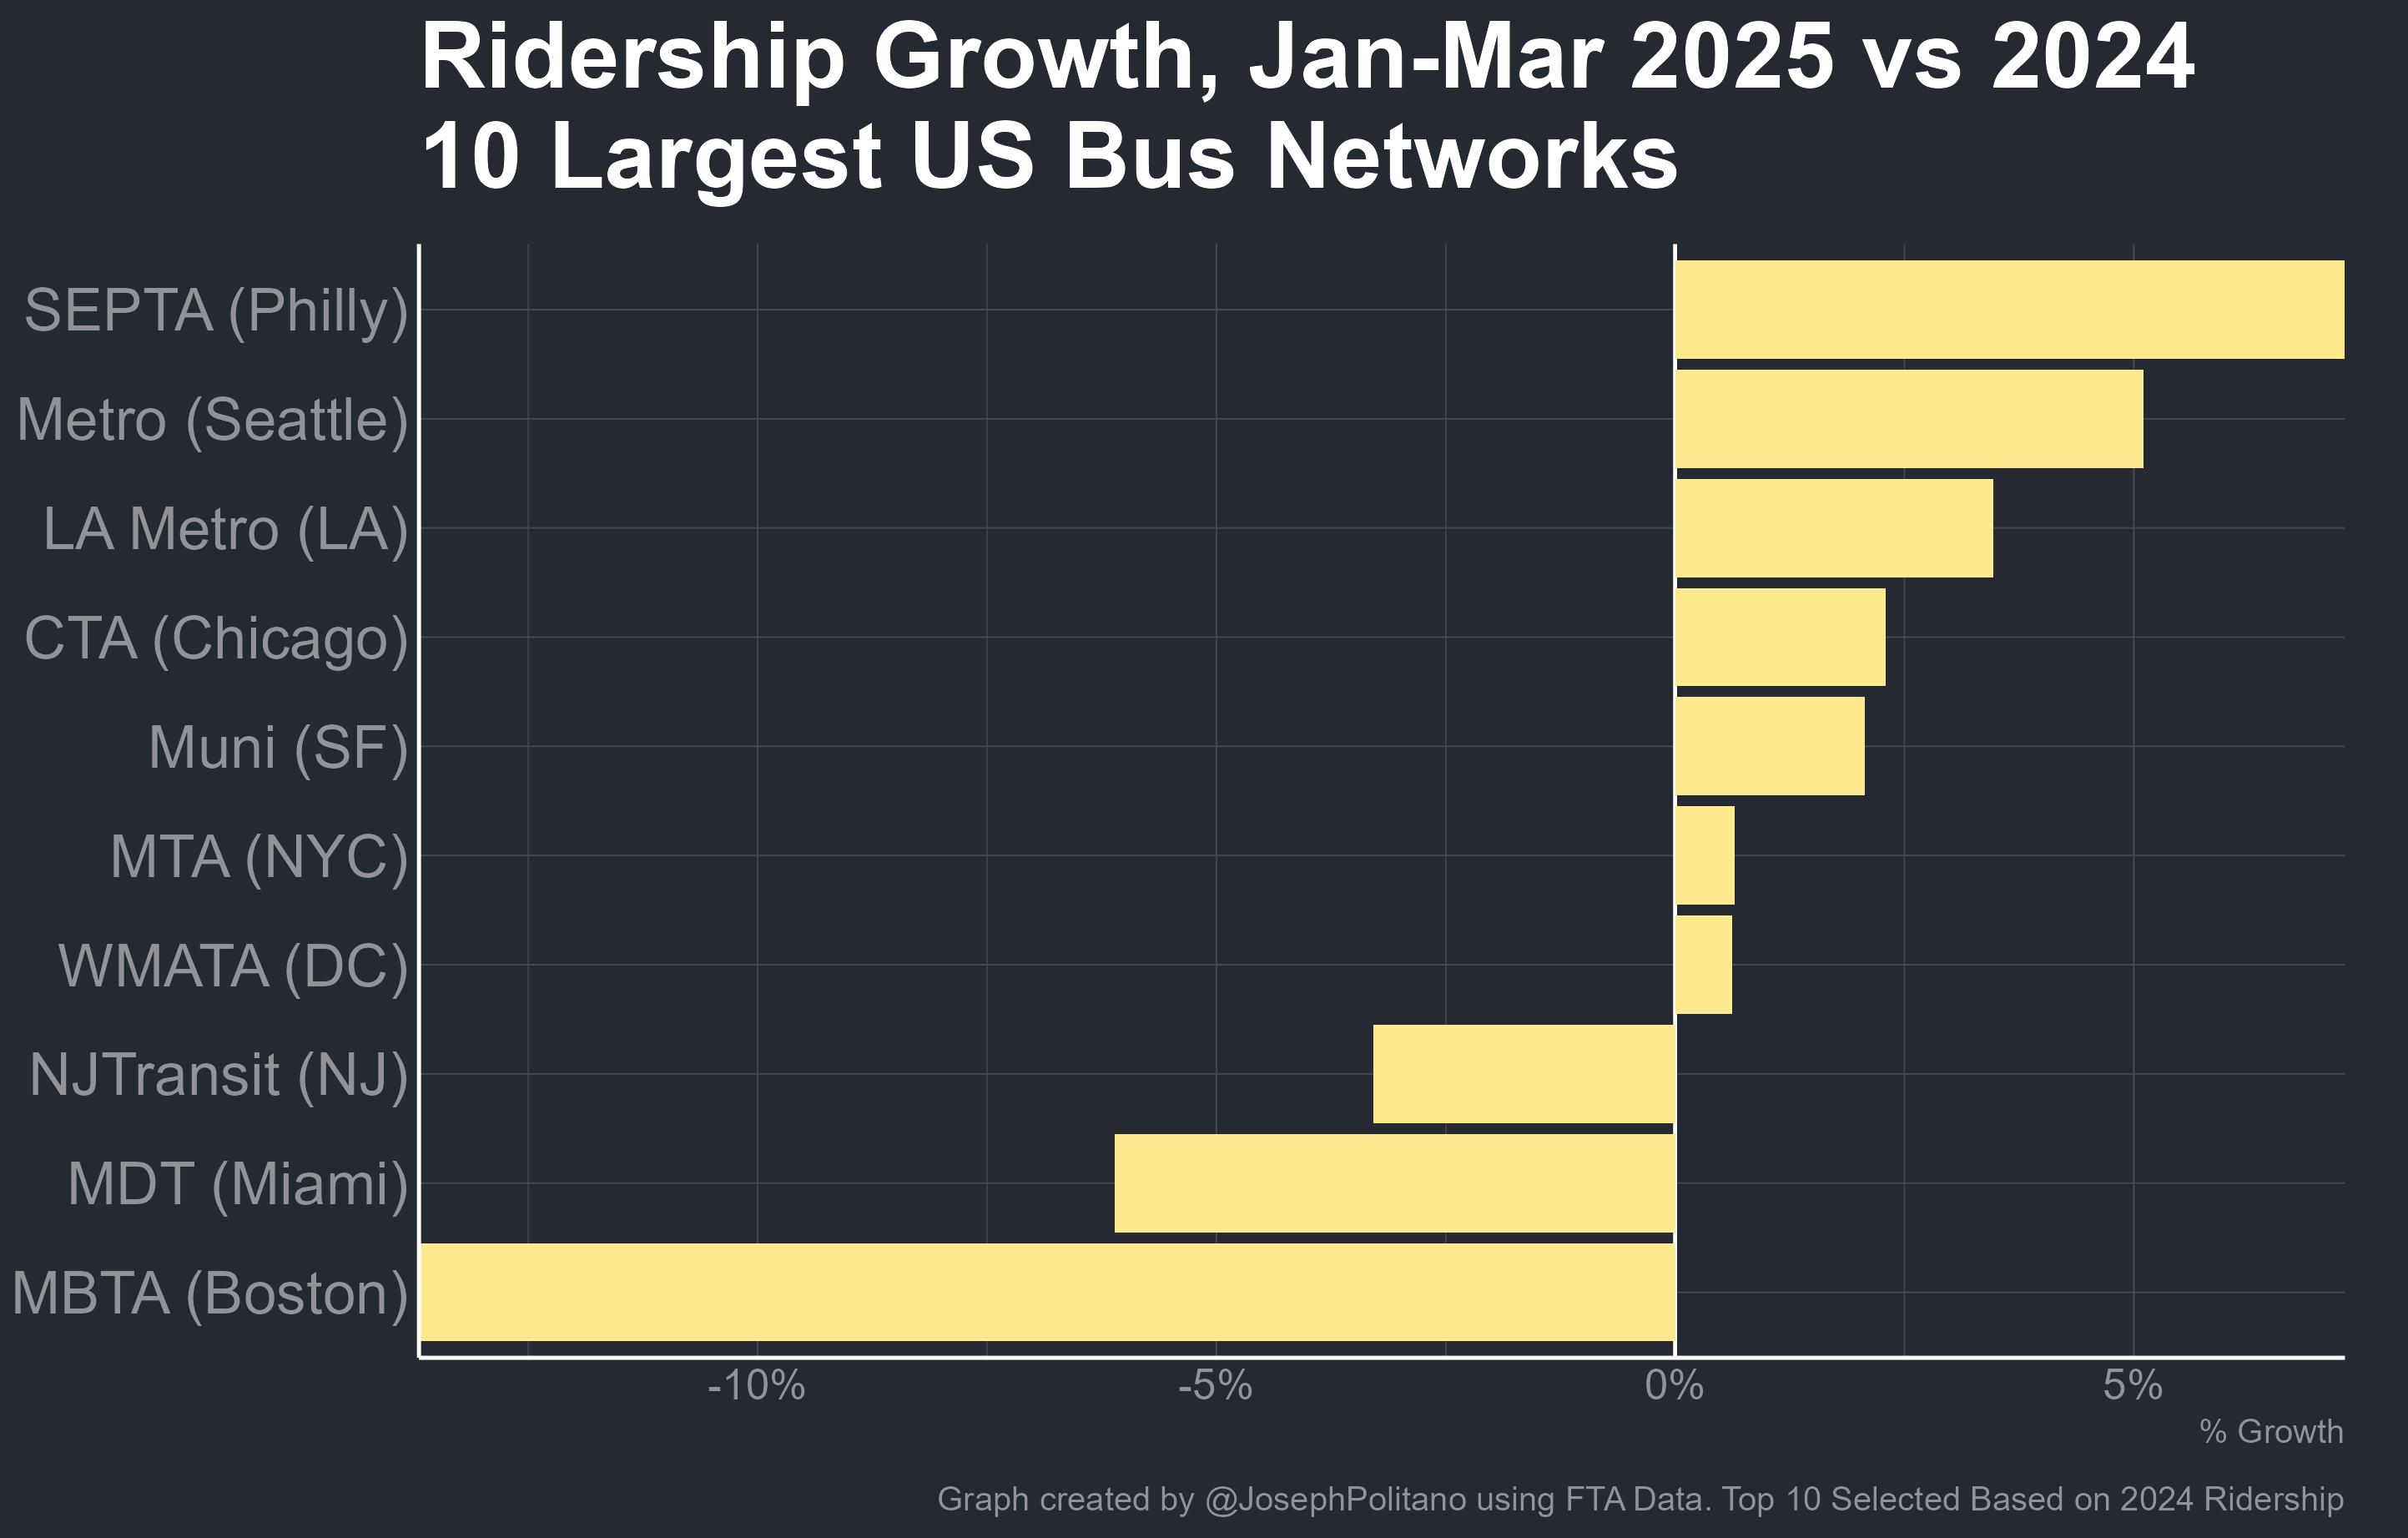 Ridership Growth, Jan-Mar 2025 vs 2024
10 Largest US Bus Networks
SEPTA (Philly)
Metro (Seattle)
LA Metro (LA)
CTA (Chicago)
Muni (SF)
MTA (NYC)
WMATA (DC)
NJTransit (NJ)
MDT (Miami)
MBTA (Boston)
-10% -5% 0% 5%
% Growth
Graph created by @JosephPolitano using FTA Data. Top 10 Selected Based on 2024 Ridership